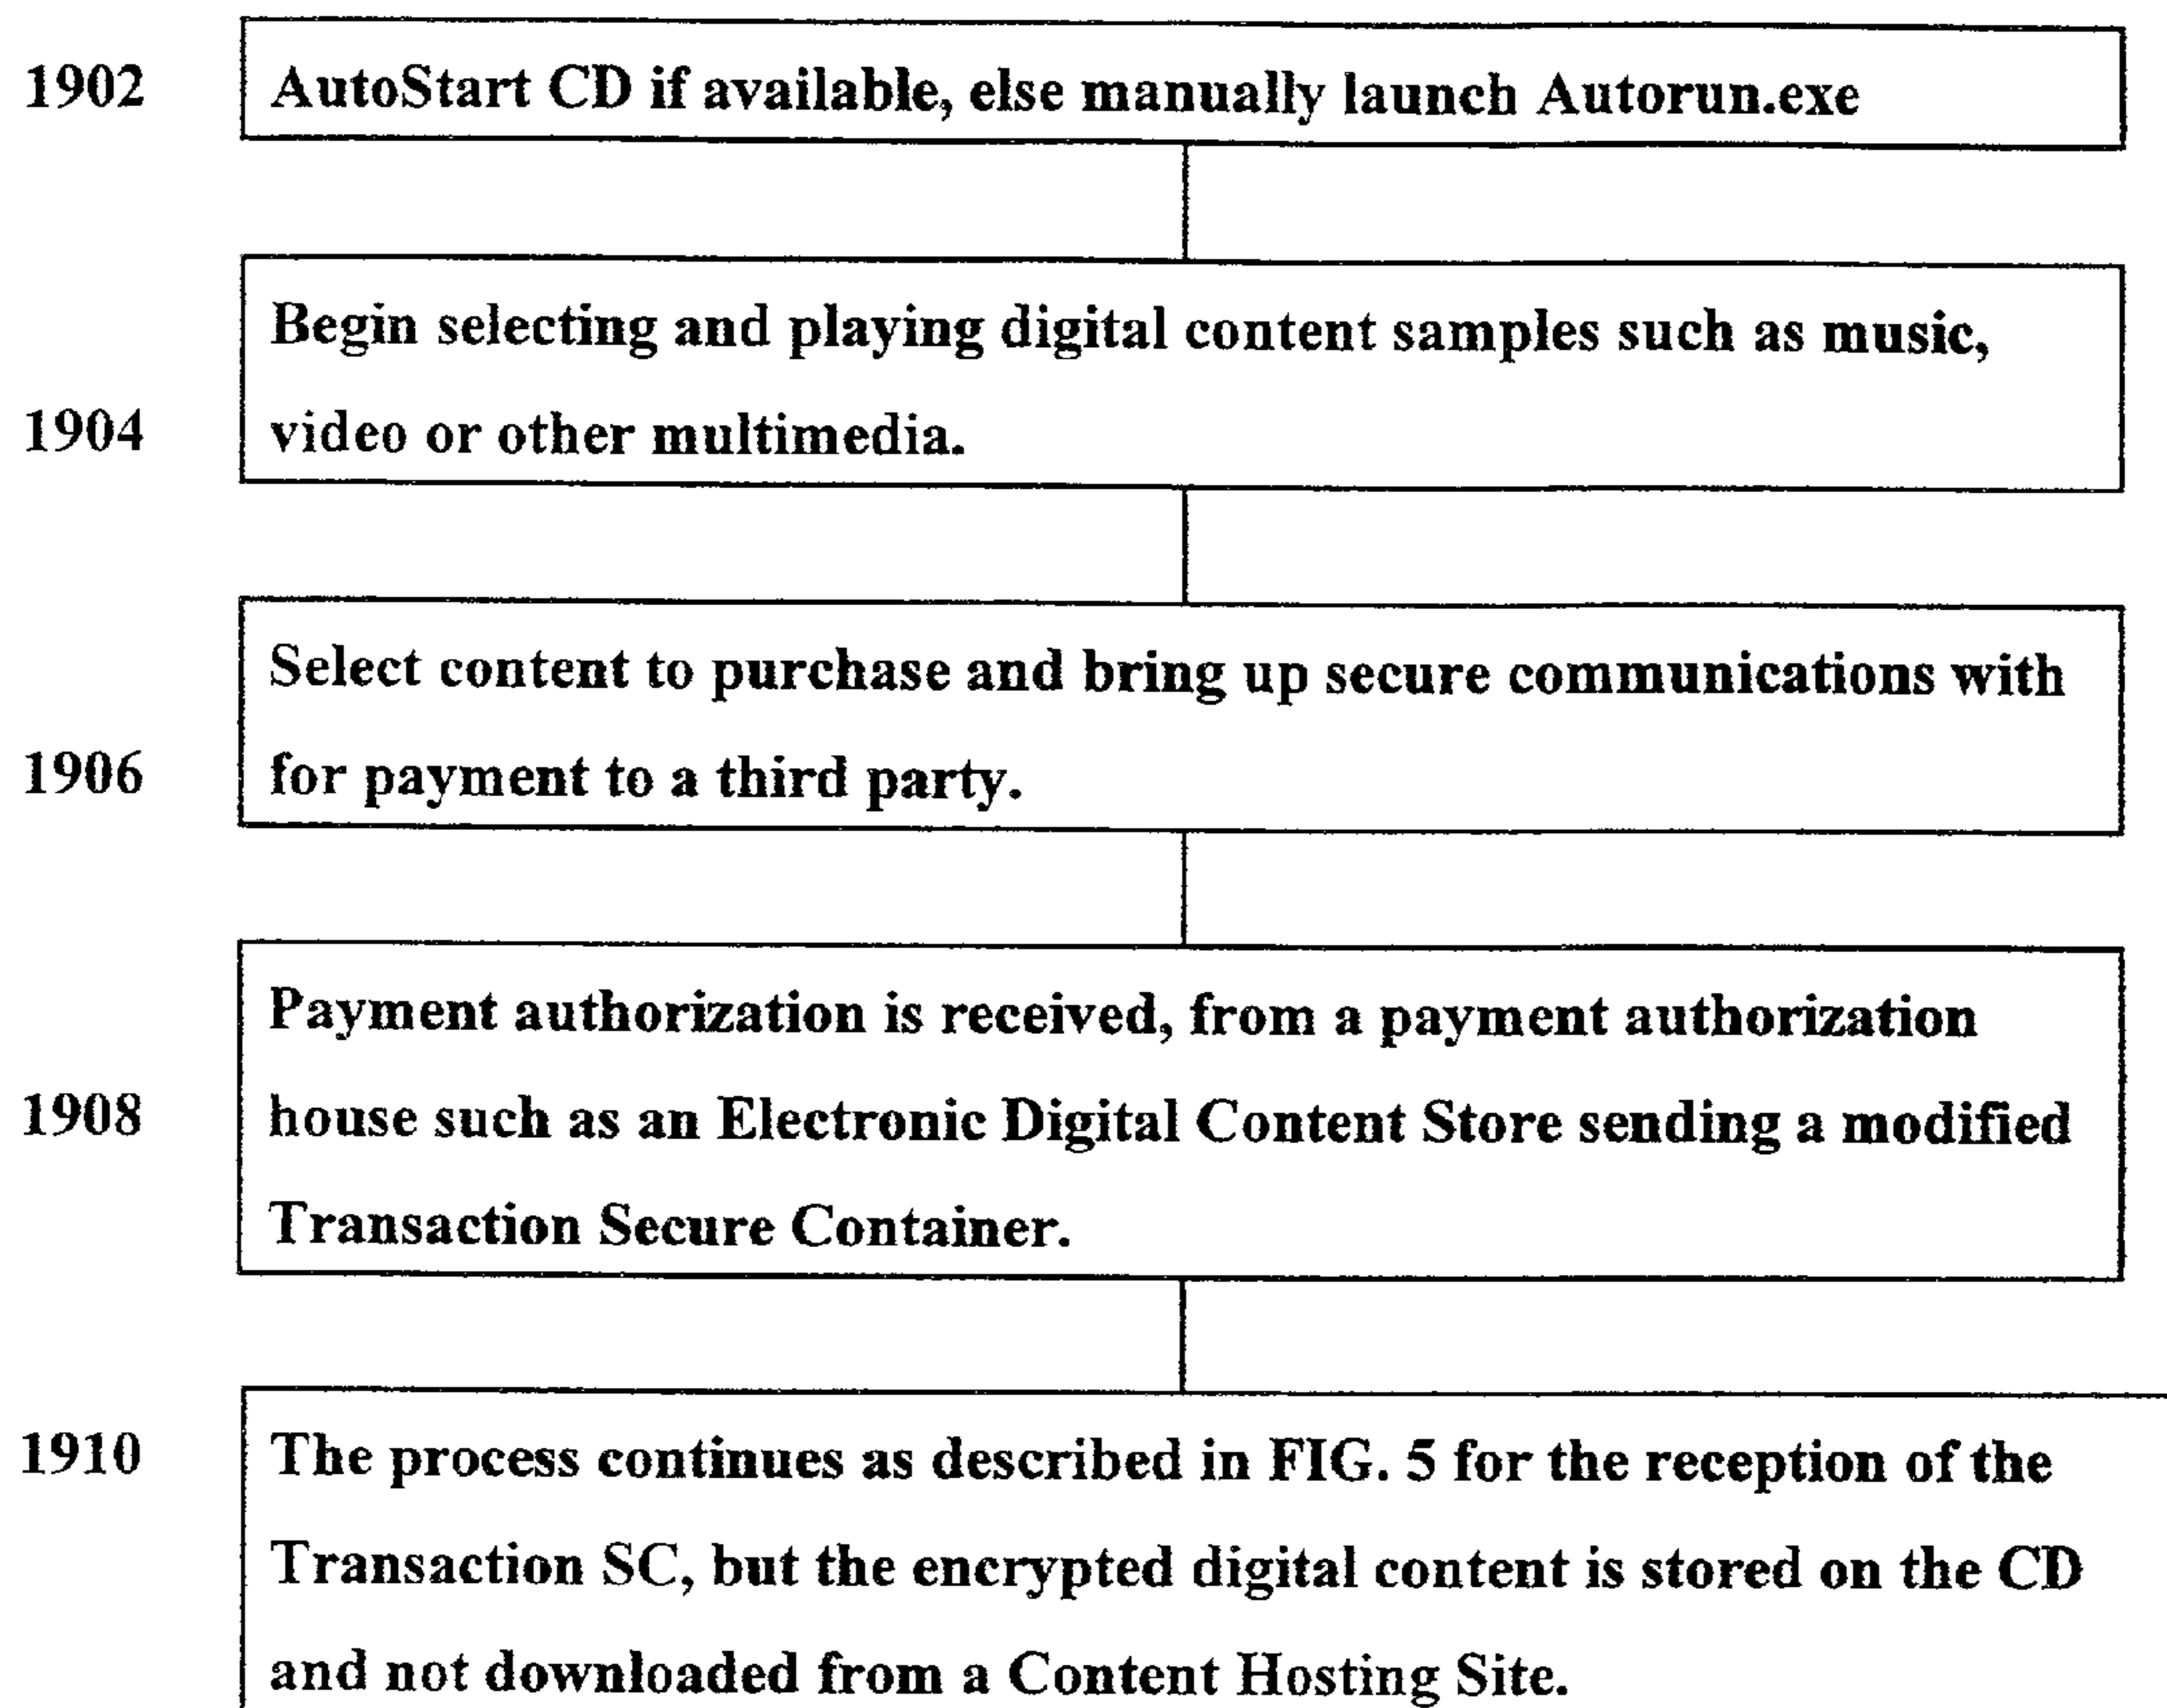 1902 AutoStart CD if available, else manually launch Autorun.exe
Begin selecting and playing digital content samples such as music,
1904 video or other multimedia.
Select content to purchase and bring up secure communications with
1906 for payment to a third party.
Payment authorization is received, from a payment authorization
1908 house such as an Electronic Digital Content Store sending a modified
Transaction Secure Container.
1910 The process continues as described in FIG. 5 for the reception of the
Transaction SC, but the encrypted digital content is stored on the CD
and not downloaded from a Content Hosting Site.